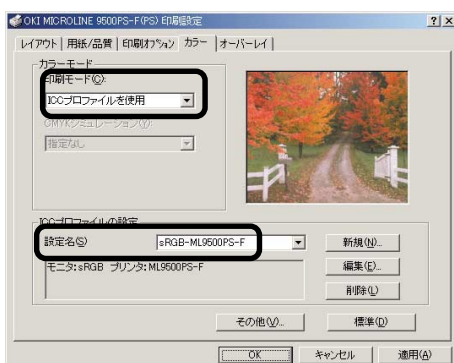 OKI MICROLINE 9500PS-F(PS) 印刷設定
レイアウト 用紙/品質 印刷オプション カラー オーバーレイ
カラーモード
印刷モード(C):
ICCプロファイルを使用
CMYKシミュレーション(Y):
指定なし
ICCプロファイルの設定
設定名(S) sRGB-ML9500PS-F 新規(N)...
モニタ:sRGB プリンタ:ML9500PS-F 編集(E)...
削除(L)
その他(V)... 標準(D)
OK キャンセル 適用(A)